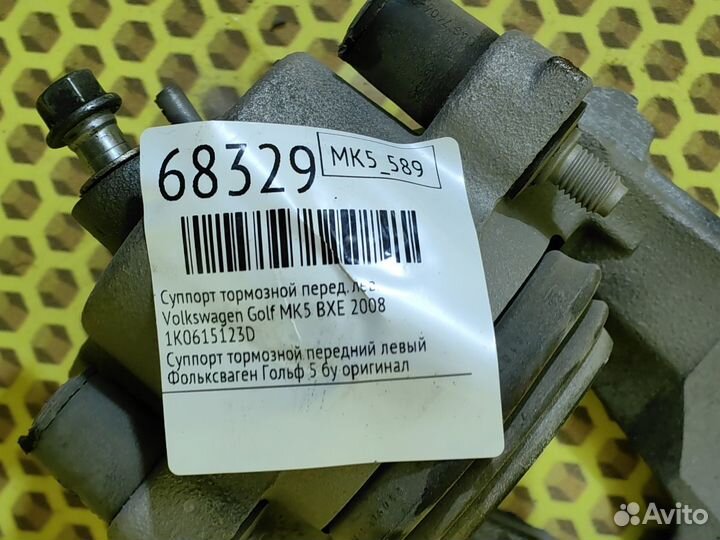 68329
MK5_589
Суппорт тормозной перед. лев
Volkswagen Golf MK5 BXE 2008
1K0615123D
Суппорт тормозной передний левый
Фольксваген Гольф 5 бу оригинал
Avito